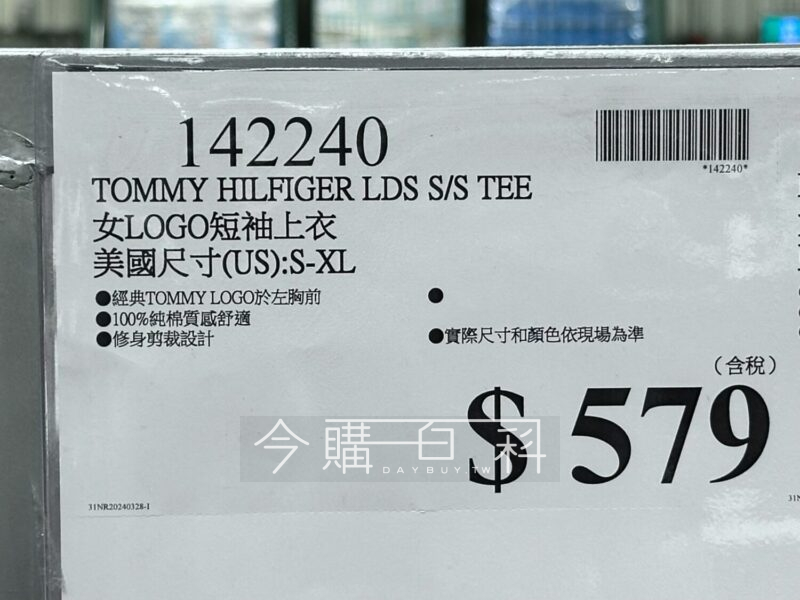 142240
*142240*
TOMMY HILFIGER LDS S/S TEE
女LOGO短袖上衣
美國尺寸(US):S-XL
●經典TOMMY LOGO於左胸前
●
●100%純棉質感舒適
●修身剪裁設計
●實際尺寸和顏色依現場為準
(含稅)
$ 579
今購百科
DAYBUY.TW
31NR20240328-1
31N